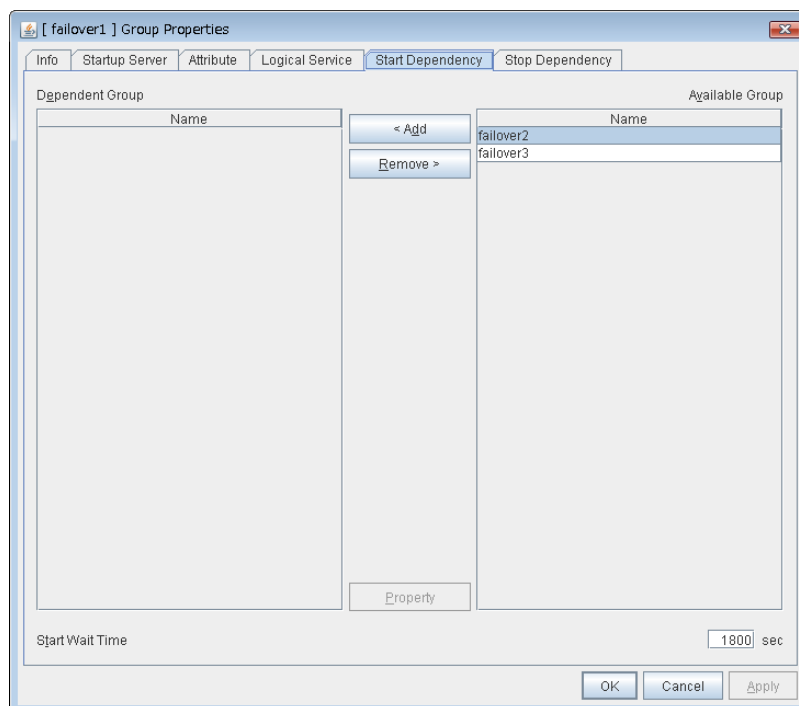 [ failover1 ] Group Properties
Info Startup Server Attribute Logical Service Start Dependency Stop Dependency
Dependent Group Available Group
Name < Add Name
failover2
Remove > failover3
Property
Start Wait Time 1800 sec
OK Cancel Apply